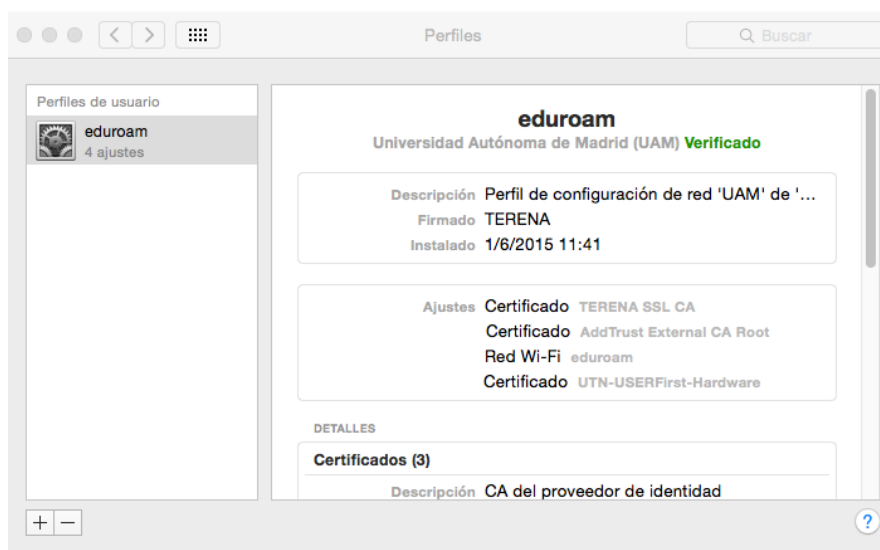 Perfiles
Buscar
Perfiles de usuario
eduroam
4 ajustes
eduroam
Universidad Autónoma de Madrid (UAM) Verificado
Descripción Perfil de configuración de red 'UAM' de '...
Firmado TERENA
Instalado 1/6/2015 11:41
Ajustes Certificado TERENA SSL CA
Certificado AddTrust External CA Root
Red Wi-Fi eduroam
Certificado UTN-USERFirst-Hardware
DETALLES
Certificados (3)
Descripción CA del proveedor de identidad
+ −
?